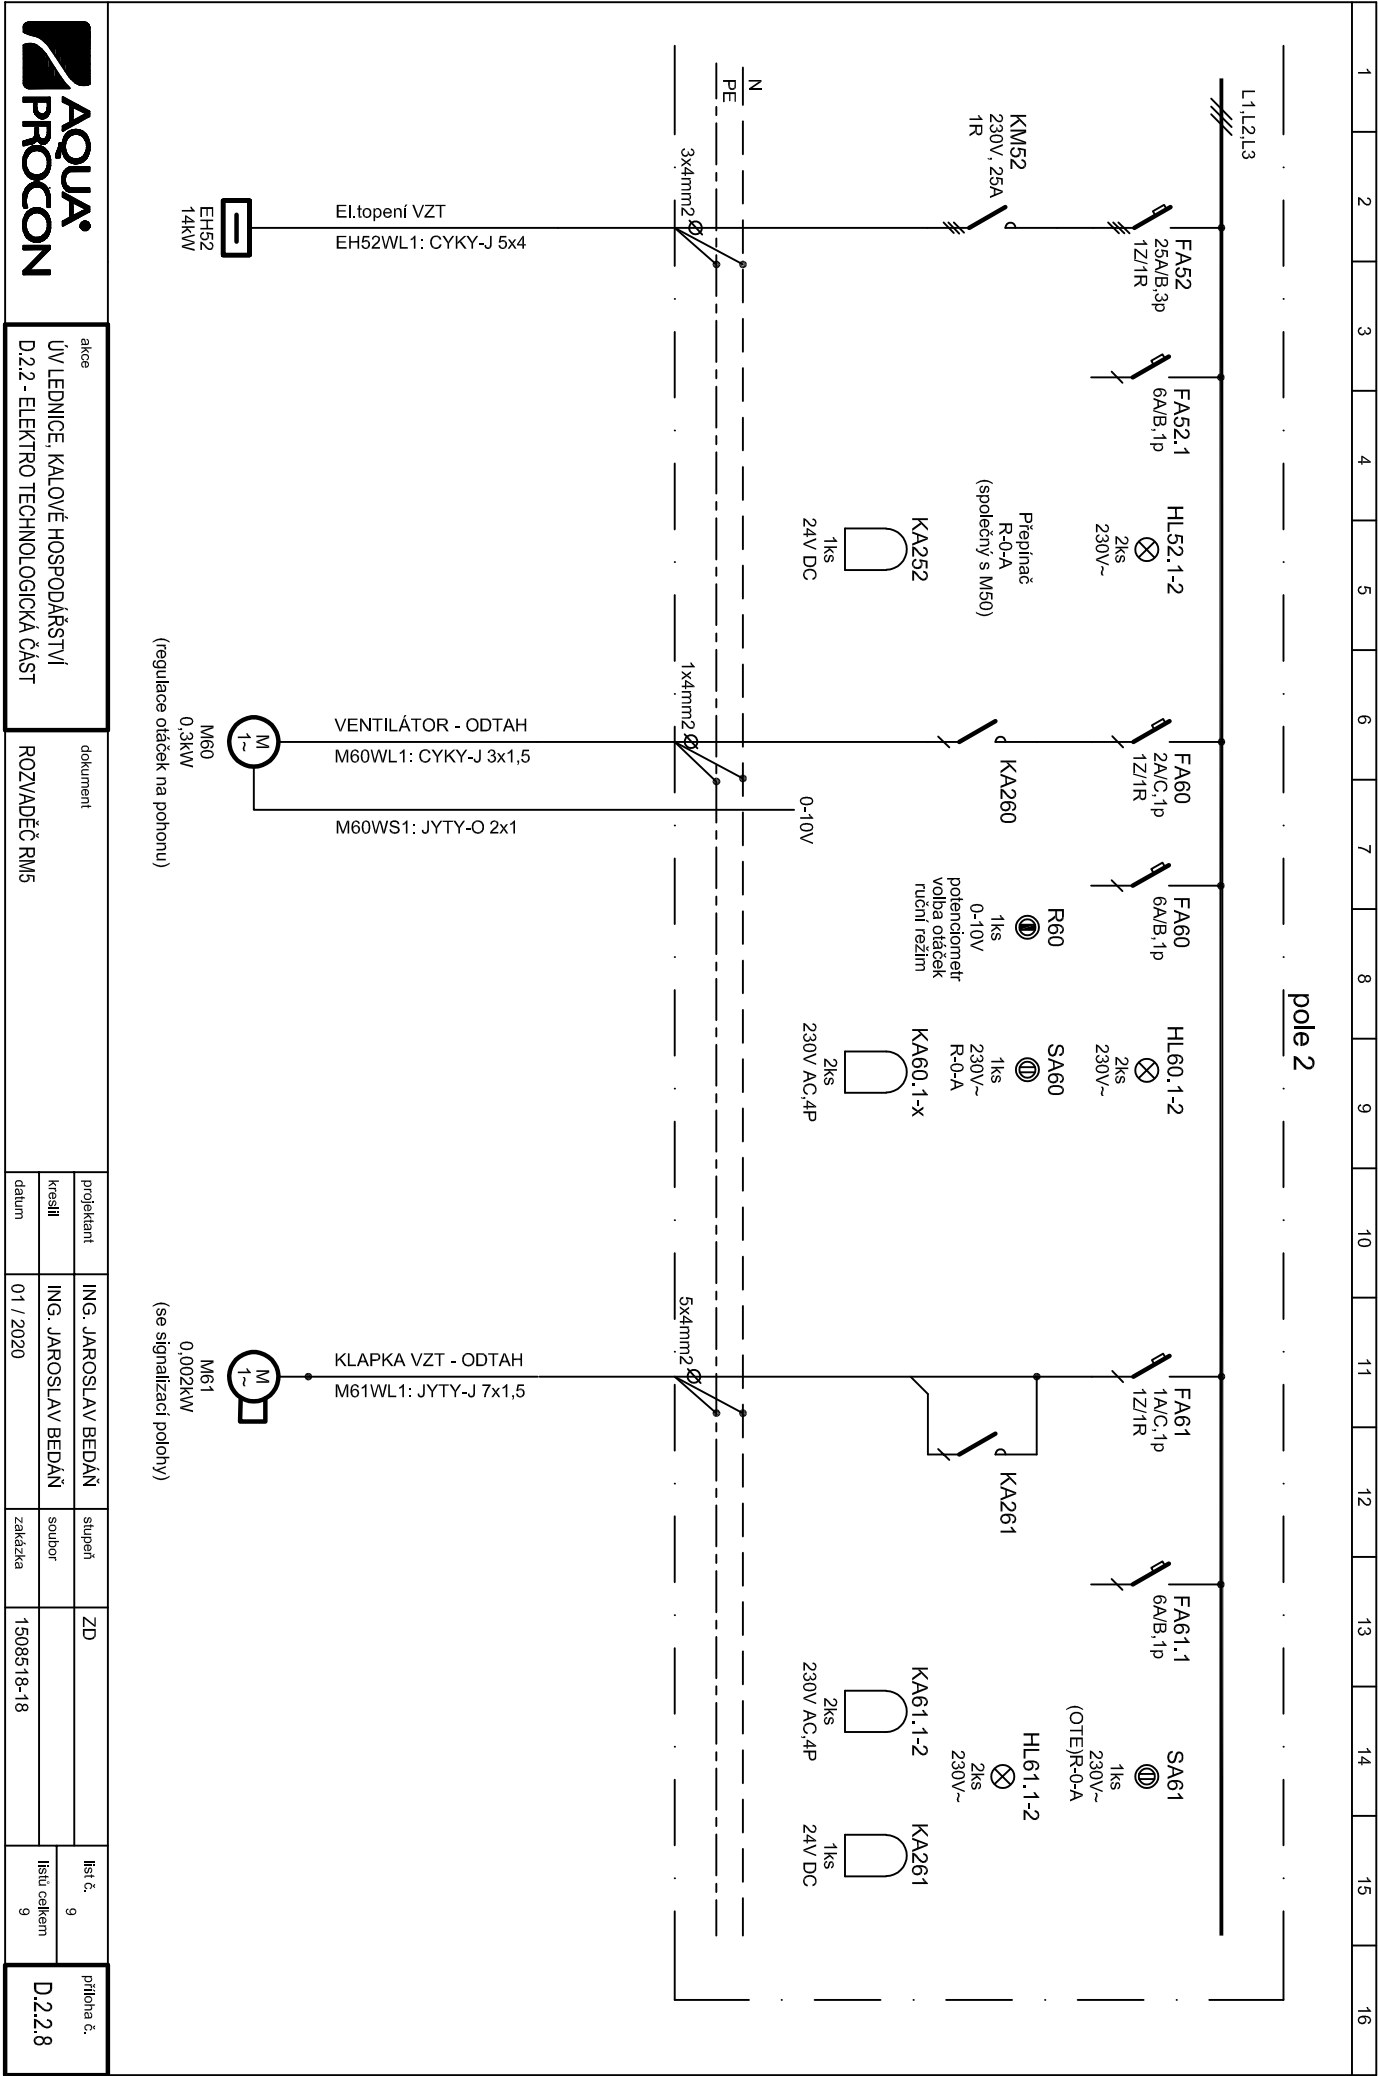 1 2 3 4 5 6 7 8 9 10 11 12 13 14 15 16
pole 2
L1,L2,L3
FA52
25A/B,3p
1Z/1R
KM52
230V, 25A
1R
N
PE
3x4mm2
El.topení VZT
EH52WL1: CYKY-J 5x4
EH52
14kW
FA52.1
6A/B,1p
HL52.1-2
2ks
230V~
Přepínač
R-0-A
(společný s M50)
KA252
1ks
24V DC
FA60
2A/C,1p
1Z/1R
KA260
1x4mm2
0-10V
VENTILÁTOR - ODTAH
M60WL1: CYKY-J 3x1,5
M60WS1: JYTY-O 2x1
M
1~
M60
0,3kW
(regulace otáček na pohonu)
FA60
6A/B,1p
R60
1ks
0-10V
potenciometr
volba otáček
ruční režim
HL60.1-2
2ks
230V~
SA60
1ks
230V~
R-0-A
KA60.1-x
2ks
230V AC,4P
FA61
1A/C,1p
1Z/1R
KA261
5x4mm2
KLAPKA VZT - ODTAH
M61WL1: JYTY-J 7x1,5
M
1~
M61
0,002kW
(se signalizací polohy)
FA61.1
6A/B,1p
SA61
1ks
230V~
(OTE)R-0-A
HL61.1-2
2ks
230V~
KA61.1-2
2ks
230V AC,4P
KA261
1ks
24V DC
AQUA
PROCON
akce
ÚV LEDNICE, KALOVÉ HOSPODÁŘSTVÍ
D.2.2 - ELEKTRO TECHNOLOGICKÁ ČÁST
dokument
ROZVADĚČ RM5
projektant ING. JAROSLAV BEDÁŇ
kreslil ING. JAROSLAV BEDÁŇ
datum 01 / 2020
stupeň ZD
soubor
zakázka 1508518-18
list č.
9
listů celkem
9
příloha č.
D.2.2.8